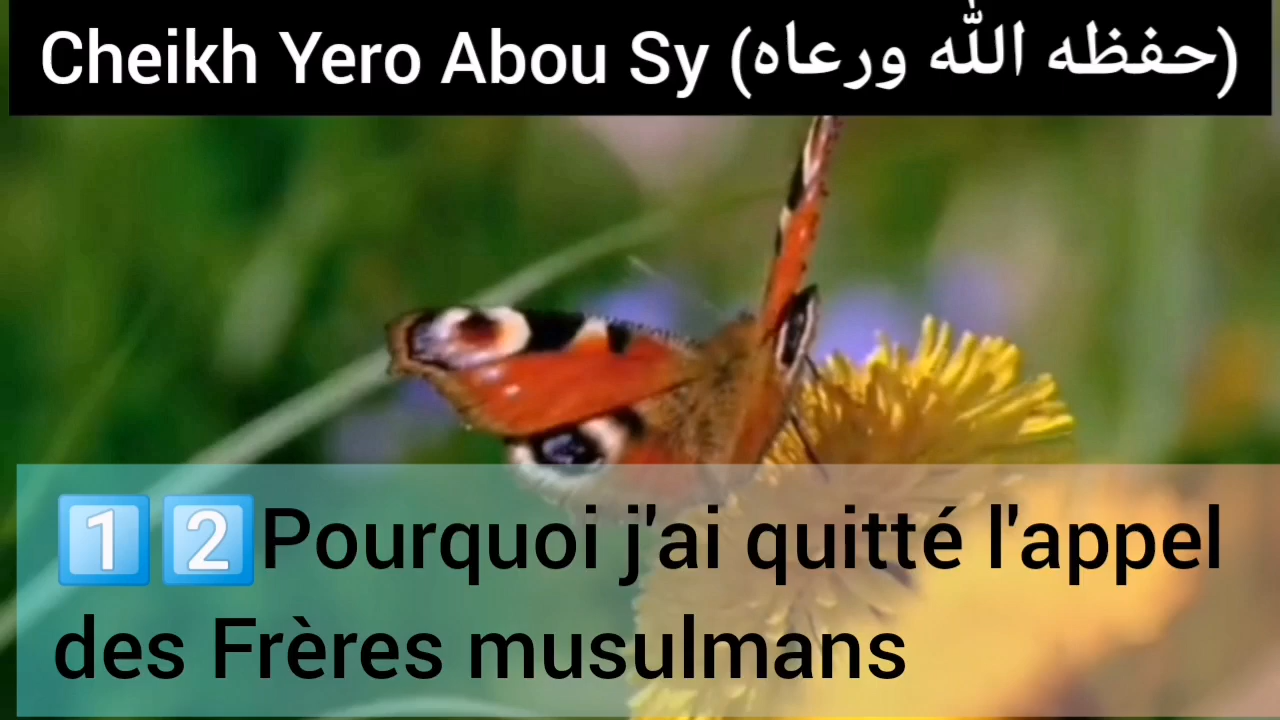 Cheikh Yero Abou Sy (حفظه الله ورعاه)
1️⃣2️⃣Pourquoi j'ai quitté l'appel
des Frères musulmans